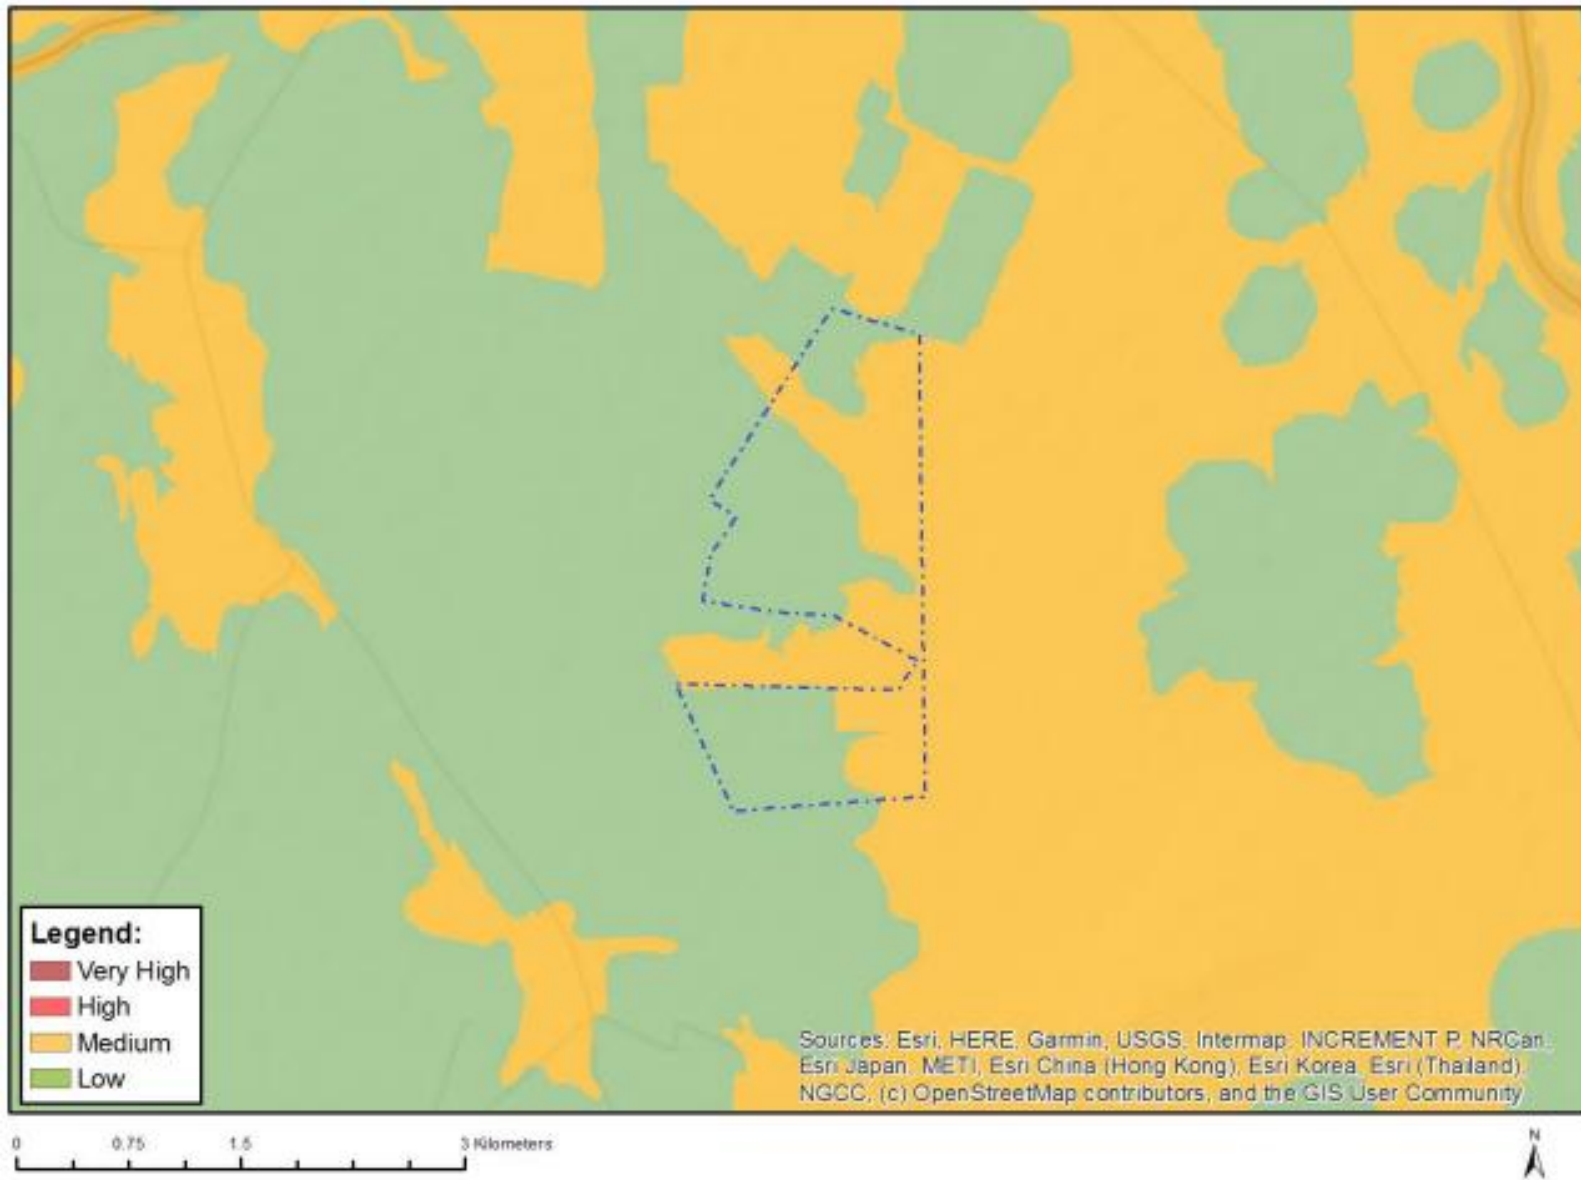 Legend:
Very High
High
Medium
Low
Sources: Esri, HERE, Garmin, USGS, Intermap, INCREMENT P, NRCan,
Esri Japan, METI, Esri China (Hong Kong), Esri Korea, Esri (Thailand),
NGCC, (c) OpenStreetMap contributors, and the GIS User Community
0 0.75 1.5 3 Kilometers
N